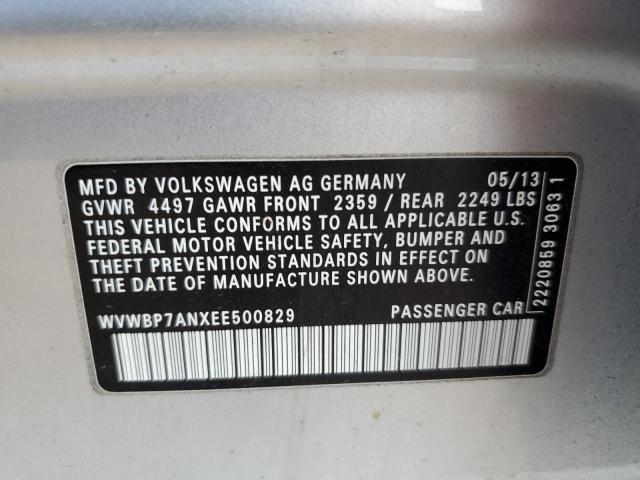 MFD BY VOLKSWAGEN AG GERMANY 05/13
GVWR 4497 GAWR FRONT 2359 / REAR 2249 LBS
THIS VEHICLE CONFORMS TO ALL APPLICABLE U.S.
FEDERAL MOTOR VEHICLE SAFETY, BUMPER AND
THEFT PREVENTION STANDARDS IN EFFECT ON
THE DATE OF MANUFACTURE SHOWN ABOVE.
WVWBP7ANXEE500829 PASSENGER CAR
2220859 3063 1